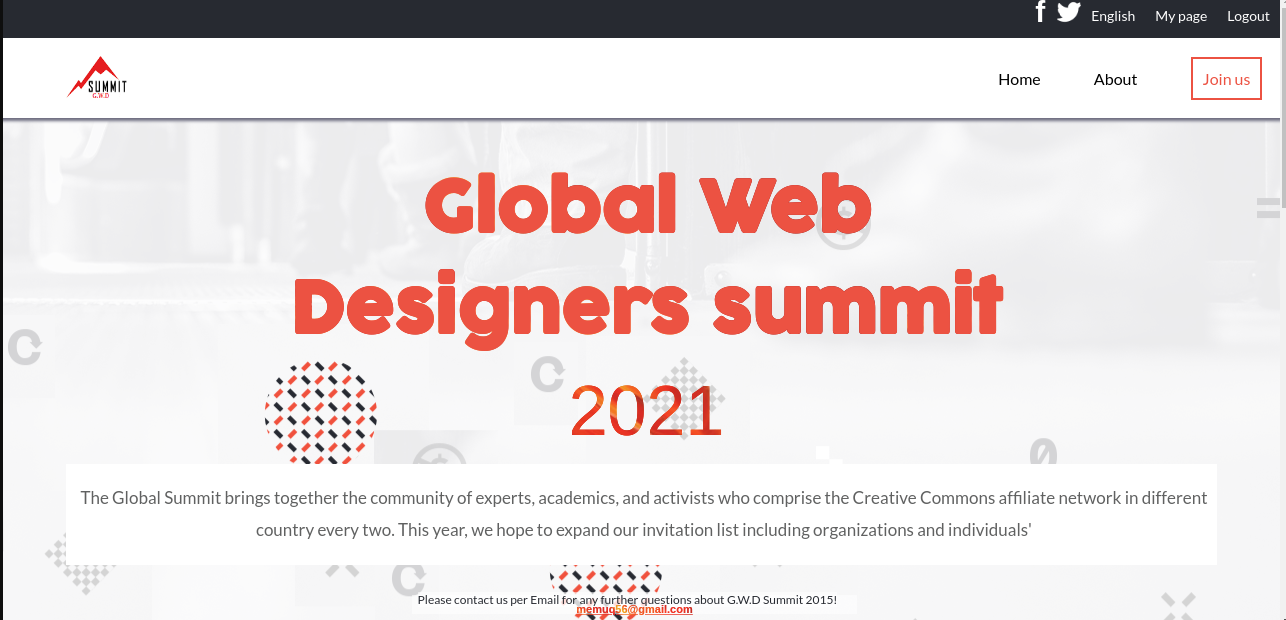 English My page Logout
SUMMIT
G.W.D
Home About Join us
Global Web
Designers summit
2021
The Global Summit brings together the community of experts, academics, and activists who comprise the Creative Commons affiliate network in different
country every two. This year, we hope to expand our invitation list including organizations and individuals'
Please contact us per Email for any further questions about G.W.D Summit 2015!
memuq56@gmail.com